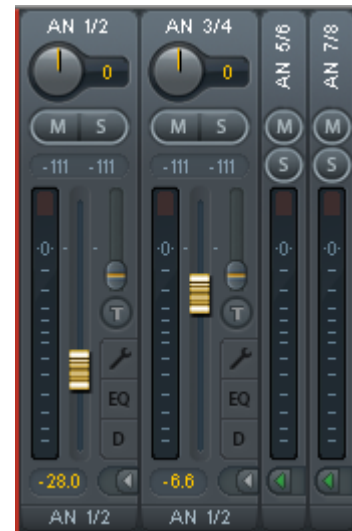 AN 1/2
AN 3/4
AN 5/6
AN 7/8
0
0
M S
M S
M
M
S
S
-111 -111
-111 -111
-0-
-0-
-0-
-0-
T
T
EQ
EQ
D
D
-28.0
-6.6
AN 1/2
AN 1/2